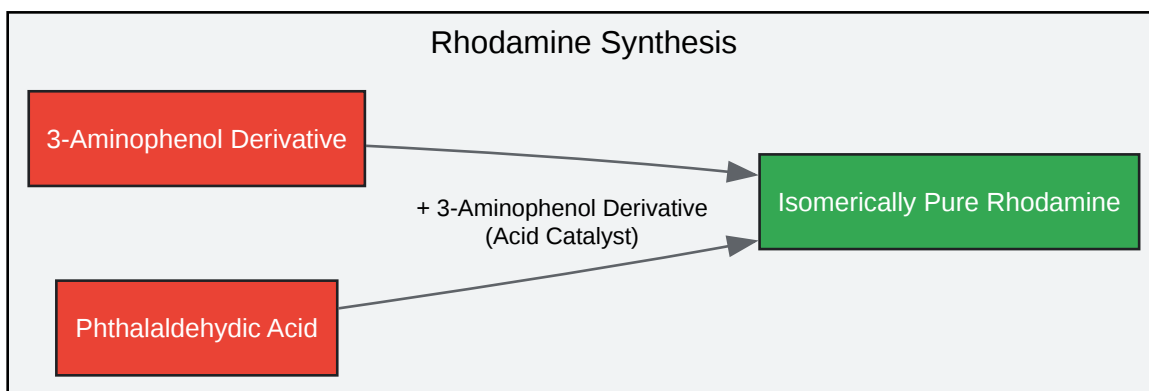 Rhodamine Synthesis
3-Aminophenol Derivative
+ 3-Aminophenol Derivative
(Acid Catalyst)
Isomerically Pure Rhodamine
Phthalaldehydic Acid